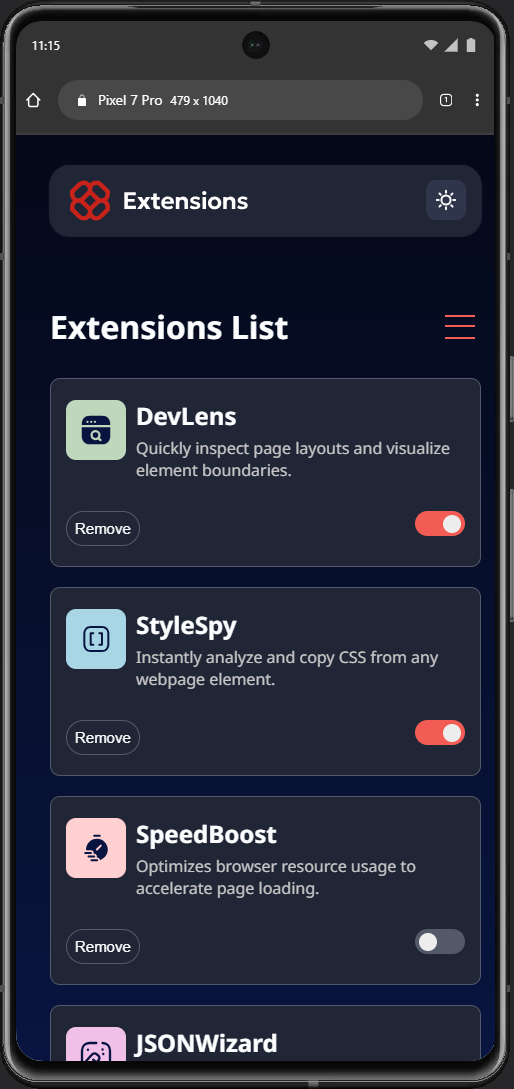 11:15
Pixel 7 Pro 479 x 1040
1
Extensions
Extensions List
DevLens
Quickly inspect page layouts and visualize
element boundaries.
Remove
StyleSpy
Instantly analyze and copy CSS from any
webpage element.
Remove
SpeedBoost
Optimizes browser resource usage to
accelerate page loading.
Remove
JSONWizard